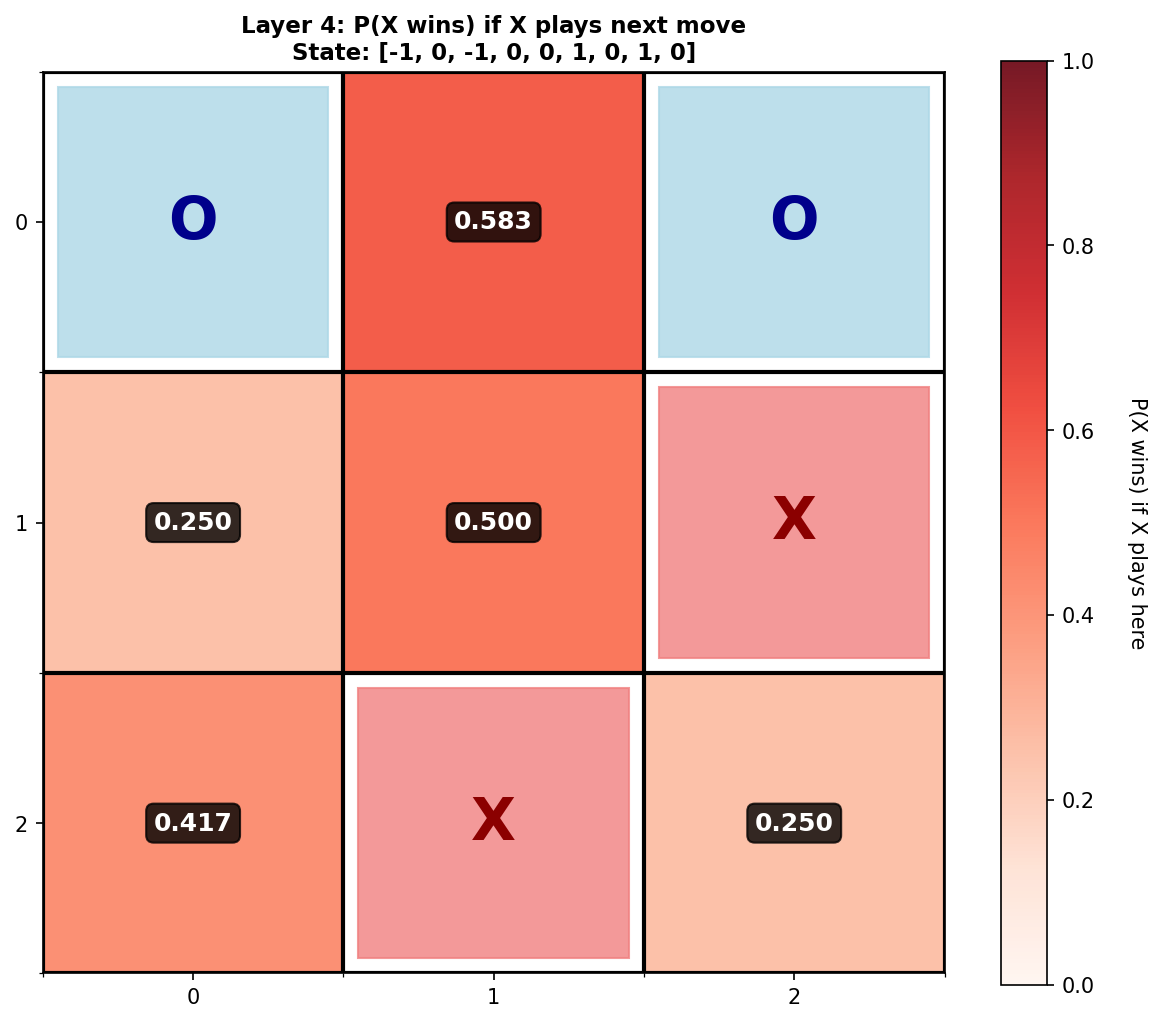 Layer 4: P(X wins) if X plays next move
State: [-1, 0, -1, 0, 0, 1, 0, 1, 0]
O
0.583
O
0
0.250
0.500
X
1
0.417
X
0.250
2
0
1
2
1.0
0.8
0.6
0.4
0.2
0.0
P(X wins) if X plays here